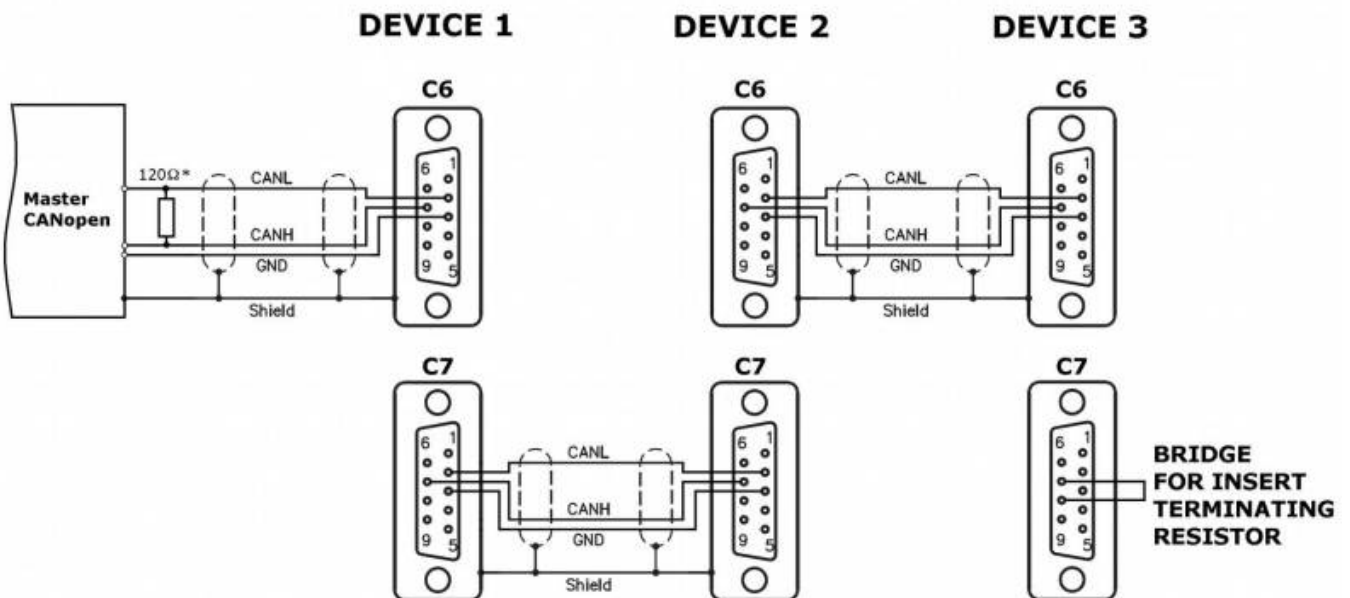 DEVICE 1
DEVICE 2
DEVICE 3
C6
C6
C6
6 1
9 5
6 1
9 5
6 1
9 5
Master
CANopen
120Ω*
CANL
CANH
GND
Shield
CANL
CANH
GND
Shield
C7
C7
C7
6 1
9 5
6 1
9 5
6 1
9 5
CANL
CANH
GND
Shield
BRIDGE
FOR INSERT
TERMINATING
RESISTOR